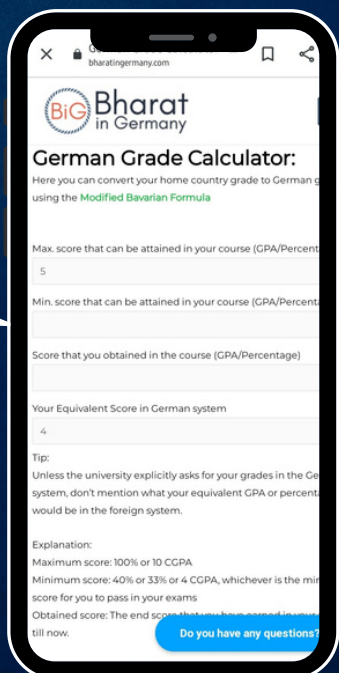 bharatingermany.com
BiG Bharat
in Germany
German Grade Calculator:
Here you can convert your home country grade to German g
using the Modified Bavarian Formula
Max. score that can be attained in your course (GPA/Percent
5
Min. score that can be attained in your course (GPA/Percent
Score that you obtained in the course (GPA/Percentage)
Your Equivalent Score in German system
4
Tip:
Unless the university explicitly asks for your grades in the Ge
system, don't mention what your equivalent GPA or percent
would be in the foreign system.
Explanation:
Maximum score: 100% or 10 CGPA
Minimum score: 40% or 33% or 4 CGPA, whichever is the mi
score for you to pass in your exams
Obtained score: The end score that you have earned in your
till now.
Do you have any questions?